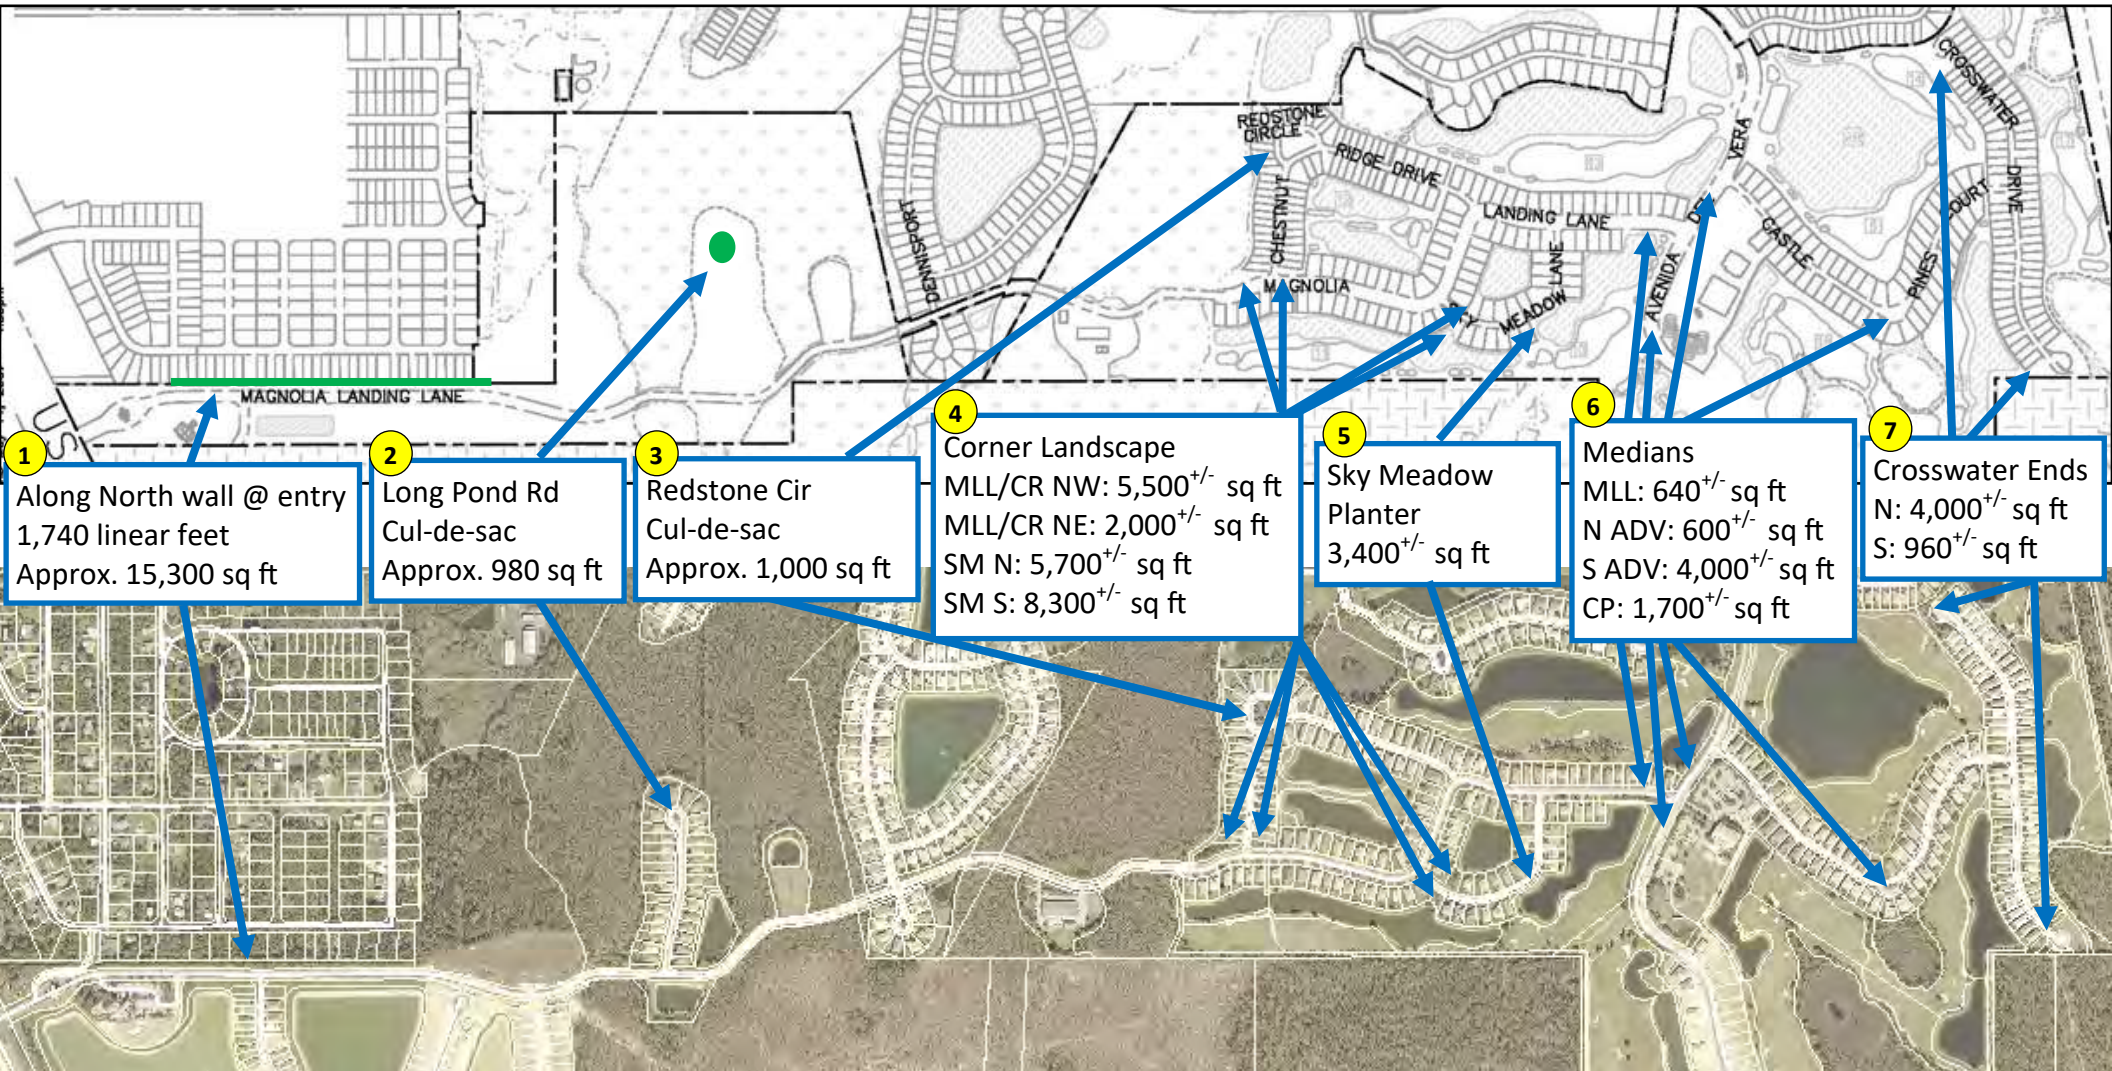 CROSSWATER
DRIVE
REDSTONE
CIRCLE
RIDGE DRIVE
VERA
DENNISPORT
CHESTNUT
LANDING LANE
DEL
CASTLE
PINES
COURT
LANE
AVENIDA
MAGNOLIA
SKY
MEADOW
MAGNOLIA LANDING LANE
US
1
Along North wall @ entry
1,740 linear feet
Approx. 15,300 sq ft
2
Long Pond Rd
Cul-de-sac
Approx. 980 sq ft
3
Redstone Cir
Cul-de-sac
Approx. 1,000 sq ft
4
Corner Landscape
MLL/CR NW: 5,500+/- sq ft
MLL/CR NE: 2,000+/- sq ft
SM N: 5,700+/- sq ft
SM S: 8,300+/- sq ft
5
Sky Meadow
Planter
3,400+/- sq ft
6
Medians
MLL: 640+/- sq ft
N ADV: 600+/- sq ft
S ADV: 4,000+/- sq ft
CP: 1,700+/- sq ft
7
Crosswater Ends
N: 4,000+/- sq ft
S: 960+/- sq ft